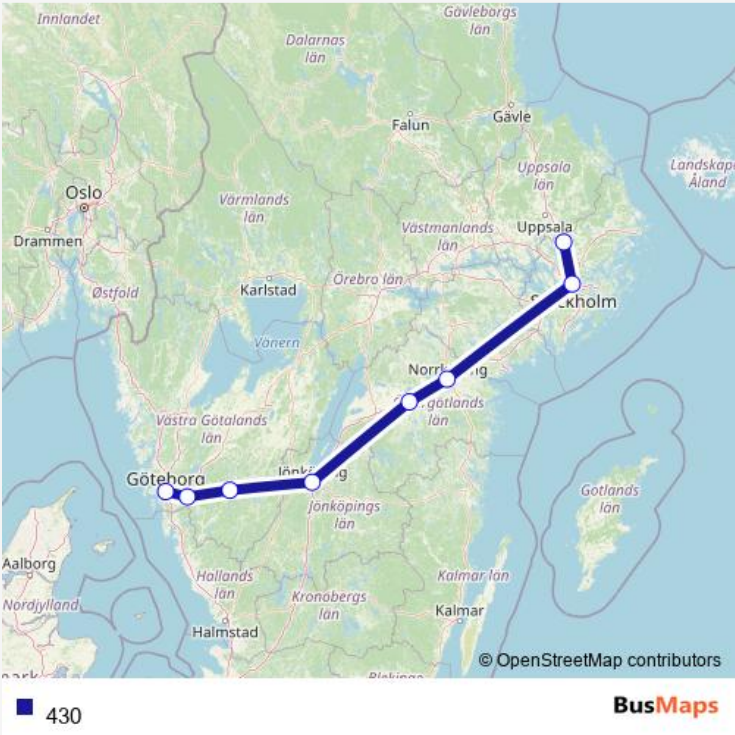 Innlandet
Gävleborgs
län
Dalarnas
län
Falun
Gävle
Uppsala
län
Landskap
Åland
Oslo
Värmlands
län
Västmanlands
län
Uppsala
Drammen
Örebro län
Karlstad
Østfold
Vänern
Västra Götalands
län
Göteborg
Jönköpings
län
Gotlands
län
Aalborg
Nordjylland
Hallands
län
Kronobergs
län
Kalmar län
Kalmar
Halmstad
© OpenStreetMap contributors
430
BusMaps